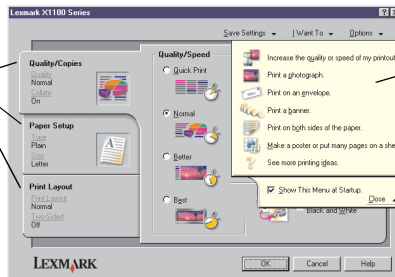 Lexmark X1100 Series
Save Settings
I Want To
Options
Quality/Copies
Quality
Normal
Collate
On
Paper Setup
Type
Plain
Size
Letter
Print Layout
Print Layout
Normal
Two-Sided
Off
Quality/Speed
Quick Print
Normal
Better
Best
Increase the quality or speed of my printout
Print a photograph.
Print on an envelope.
Print a banner.
Print on both sides of the paper.
Make a poster or put many pages on a she
See more printing ideas.
Show This Menu at Startup.
Close
Black and White
LEXMARK
OK
Cancel
Help